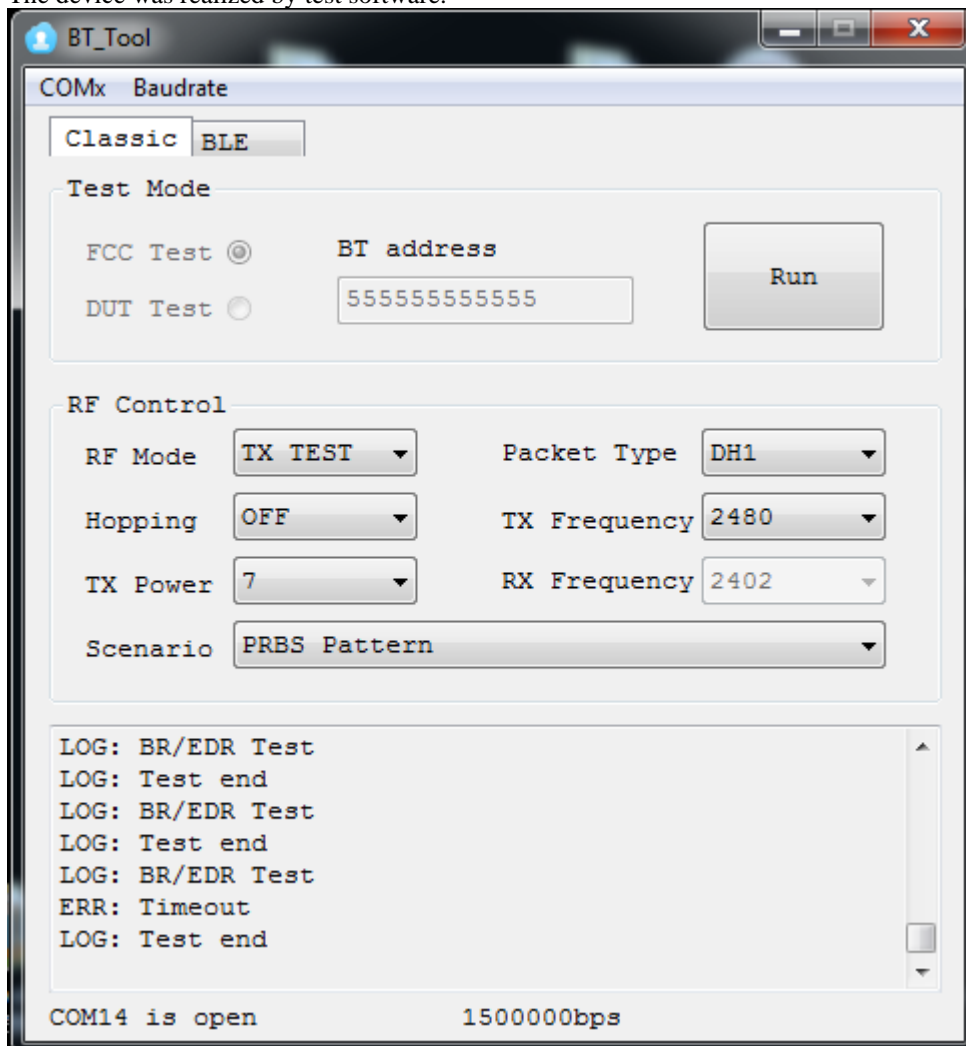 The device was realized by test software.
BT_Tool
COMx Baudrate
Classic BLE
Test Mode
FCC Test BT address
Run
DUT Test 555555555555
RF Control
RF Mode TX TEST Packet Type DH1
Hopping OFF TX Frequency 2480
TX Power 7 RX Frequency 2402
Scenario PRBS Pattern
LOG: BR/EDR Test
LOG: Test end
LOG: BR/EDR Test
LOG: Test end
LOG: BR/EDR Test
ERR: Timeout
LOG: Test end
COM14 is open 1500000bps